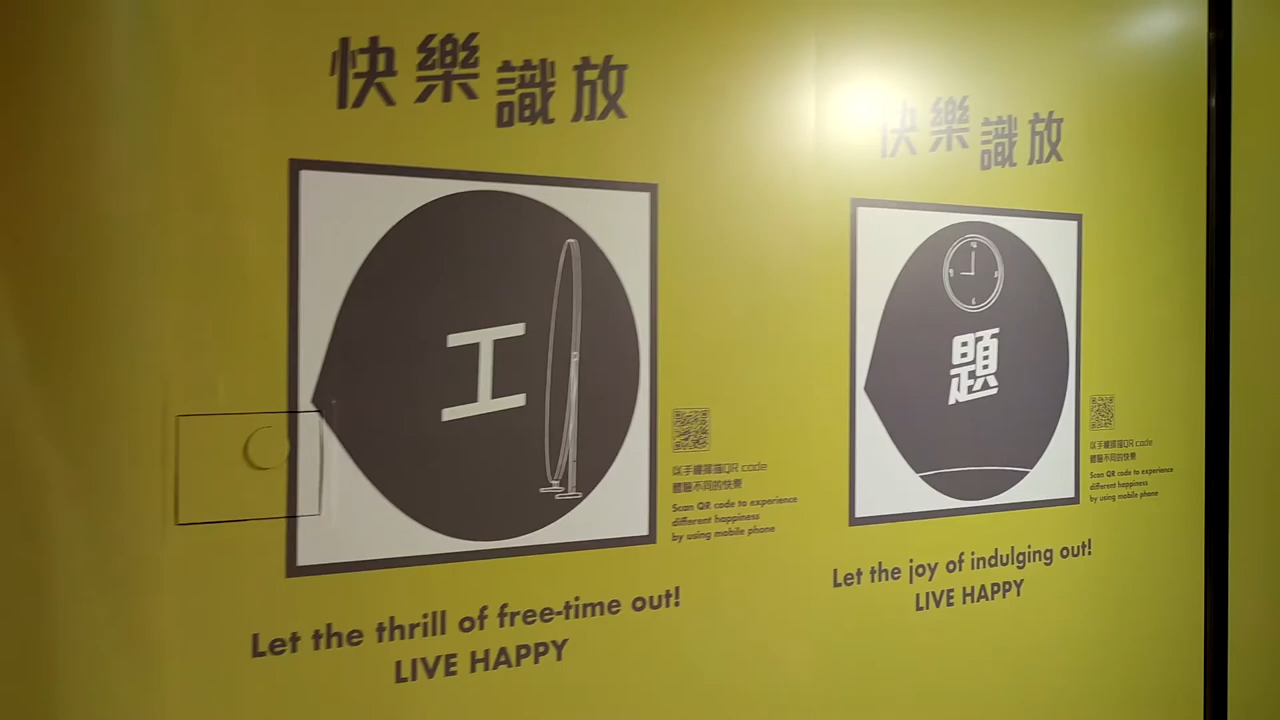 快樂識放
工
以手機掃描QR code
體驗不同的快樂
Scan QR code to experience
different happiness
by using mobile phone
Let the thrill of free-time out!
LIVE HAPPY
快樂識放
題
以手機掃描QR code
體驗不同的快樂
Scan QR code to experience
different happiness
by using mobile phone
Let the joy of indulging out!
LIVE HAPPY